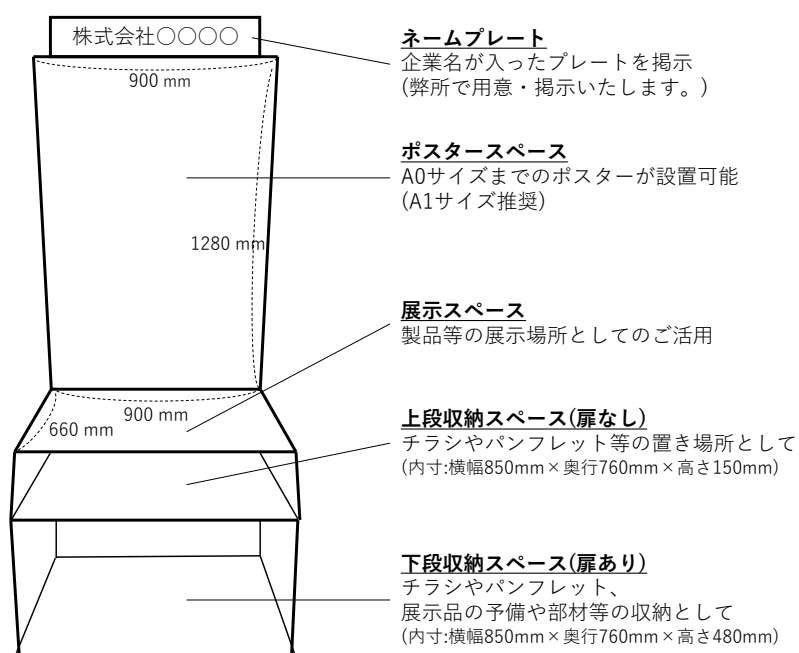 株式会社〇〇〇〇
900 mm
ネームプレート
企業名が入ったプレートを掲示
(弊所で用意・掲示いたします。)
ポスタースペース
A0サイズまでのポスターが設置可能
(A1サイズ推奨)
1280 mm
展示スペース
製品等の展示場所としてのご活用
900 mm
660 mm
上段収納スペース(扉なし)
チラシやパンフレット等の置き場所として
(内寸:横幅850mm×奥行760mm×高さ150mm)
下段収納スペース(扉あり)
チラシやパンフレット、
展示品の予備や部材等の収納として
(内寸:横幅850mm×奥行760mm×高さ480mm)